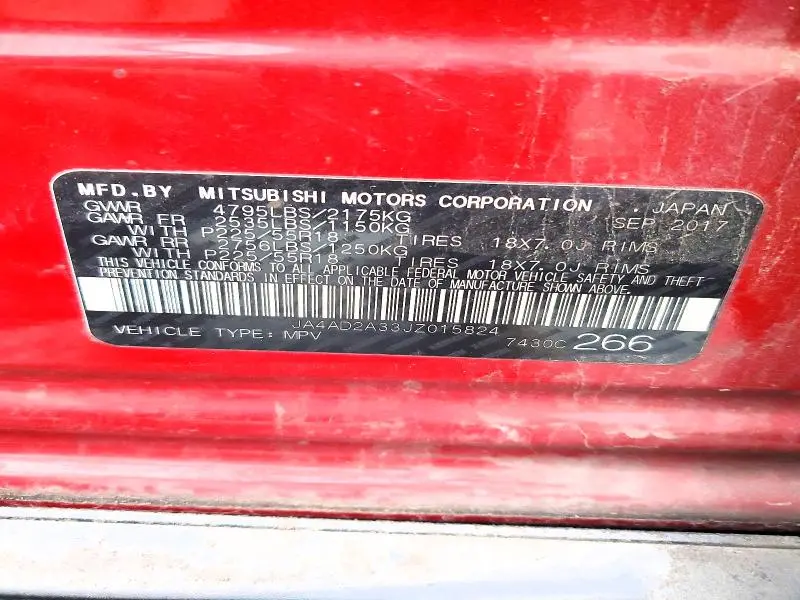 MFD.BY MITSUBISHI MOTORS CORPORATION JAPAN
GVWR 4795LBS/2175KG SEP 2017
GAWR FR 2535LBS/1150KG
WITH P225/55R18 TIRES 18X7.0J RIMS
GAWR RR 2756LBS/1250KG
WITH P225/55R18 TIRES 18X7.0J RIMS
THIS VEHICLE CONFORMS TO ALL APPLICABLE FEDERAL MOTOR VEHICLE SAFETY AND THEFT
PREVENTION STANDARDS IN EFFECT ON THE DATE OF MANUFACTURE SHOWN ABOVE.
JA4AD2A33JZ015824
VEHICLE TYPE: MPV 7430C 266